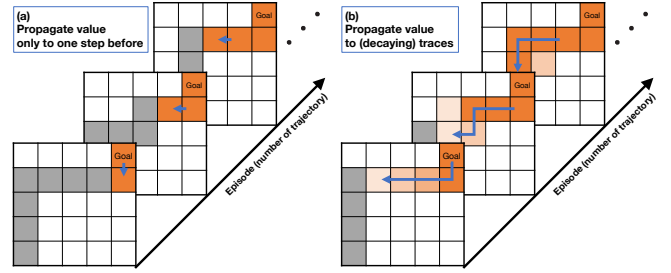 (a)
Propagate value
only to one step before
Goal
Goal
Goal
Episode (number of trajectory)
(b)
Propagate value
to (decaying) traces
Goal
Goal
Goal
Episode (number of trajectory)